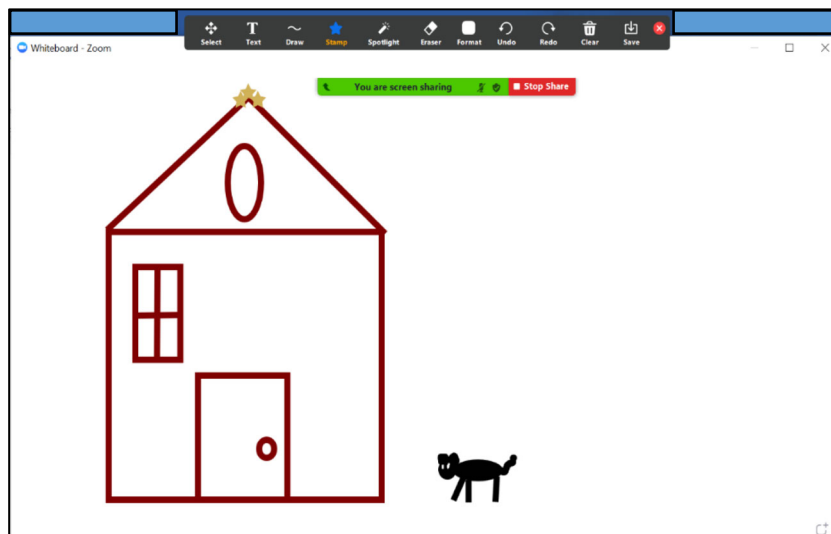 Select Text Draw Stamp Spotlight Eraser Format Undo Redo Clear Save
Whiteboard - Zoom
You are screen sharing Stop Share